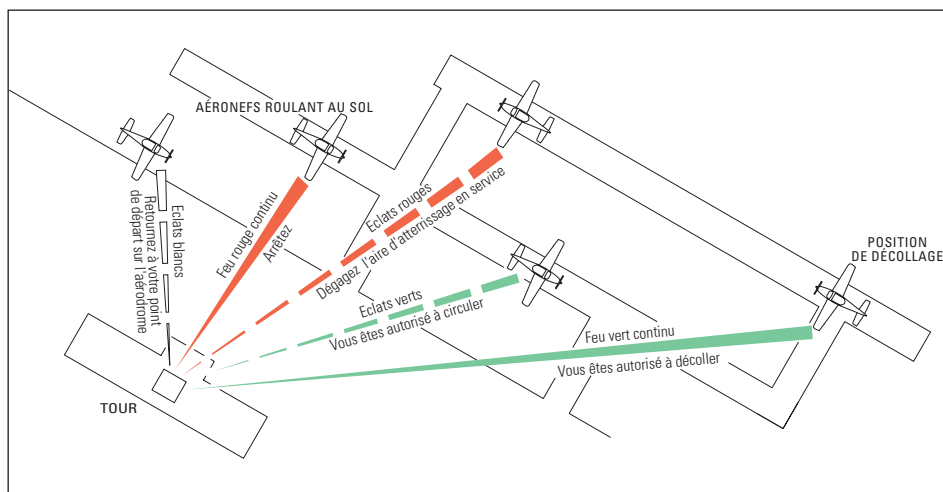 AÉRONEFS ROULANT AU SOL
Eclats blancs
Retournez à votre point
de départ sur l'aérodrome
Feu rouge continu
Arrêtez
Eclats rouges
Dégagez l'aire d'atterrissage en service
Eclats verts
Vous êtes autorisé à circuler
POSITION
DE DÉCOLLAGE
Feu vert continu
Vous êtes autorisé à décoller
TOUR